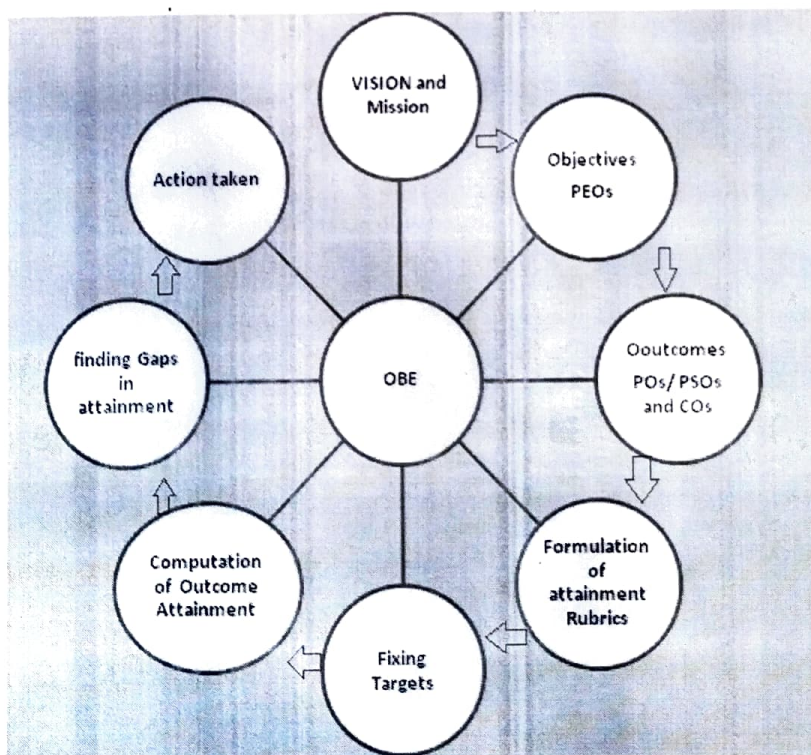 VISION and
Mission
Objectives
PEOs
Ooutcomes
POs/ PSOs
and COs
Formulation
of
attainment
Rubrics
Fixing
Targets
Computation
of Outcome
Attainment
finding Gaps
in
attainment
Action taken
OBE